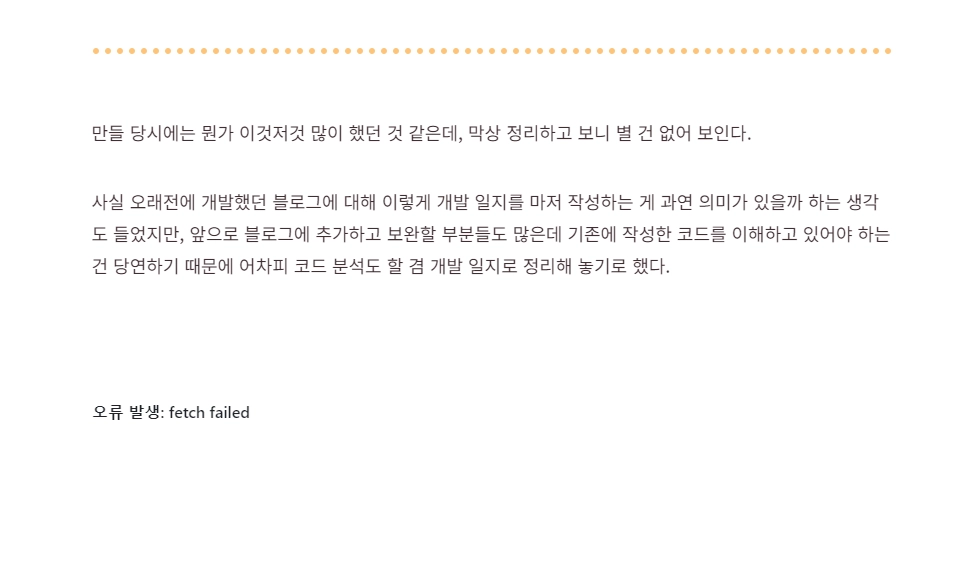 만들 당시에는 뭔가 이것저것 많이 했던 것 같은데, 막상 정리하고 보니 별 건 없어 보인다.
사실 오래전에 개발했던 블로그에 대해 이렇게 개발 일지를 마저 작성하는 게 과연 의미가 있을까 하는 생각
도 들었지만, 앞으로 블로그에 추가하고 보완할 부분들도 많은데 기존에 작성한 코드를 이해하고 있어야 하는
건 당연하기 때문에 어차피 코드 분석도 할 겸 개발 일지로 정리해 놓기로 했다.
오류 발생: fetch failed